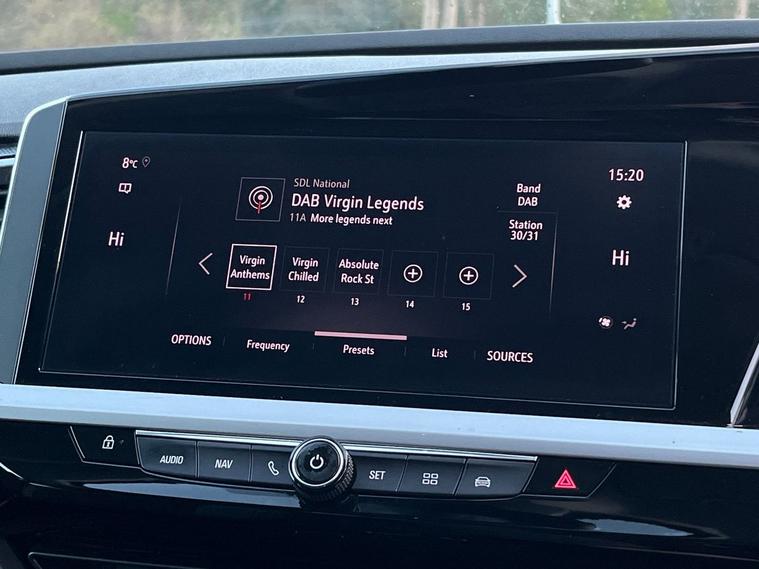 8°C
15:20
SDL National
DAB Virgin Legends
11A More legends next
Band
DAB
Station
30/31
Hi
Hi
Virgin
Anthems
Virgin
Chilled
Absolute
Rock St
11
12
13
14
15
OPTIONS
Frequency
Presets
List
SOURCES
AUDIO
NAV
SET